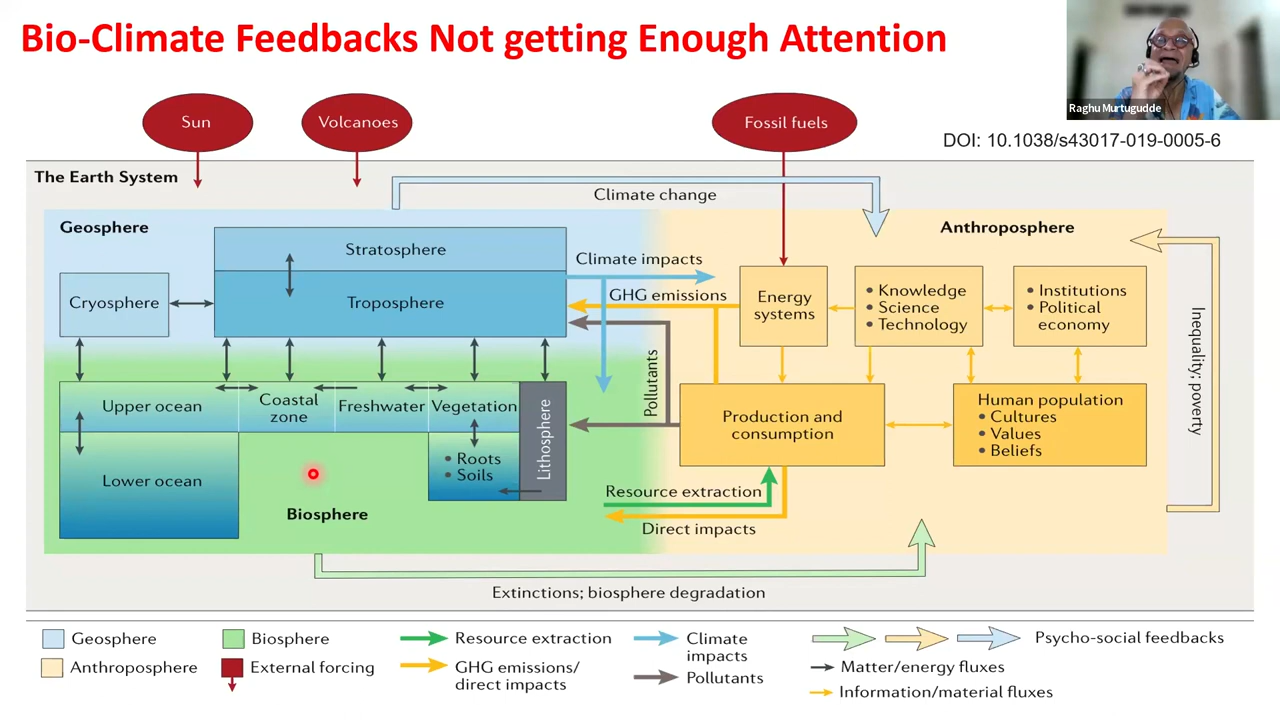 Bio-Climate Feedbacks Not getting Enough Attention
Raghu Murtugudde
Sun
Volcanoes
Fossil fuels
DOI: 10.1038/s43017-019-0005-6
The Earth System
Climate change
Geosphere
Anthroposphere
Stratosphere
Troposphere
Cryosphere
Climate impacts
GHG emissions
Energy
systems
• Knowledge
• Science
• Technology
• Institutions
• Political
economy
Inequality; poverty
Pollutants
Upper ocean
Coastal
zone
Freshwater
Vegetation
Lithosphere
• Roots
• Soils
Lower ocean
Biosphere
Production and
consumption
Human population
• Cultures
• Values
• Beliefs
Resource extraction
Direct impacts
Extinctions; biosphere degradation
Geosphere
Biosphere
Resource extraction
Climate
impacts
Psycho-social feedbacks
Anthroposphere
External forcing
GHG emissions/
direct impacts
Pollutants
Matter/energy fluxes
Information/material fluxes